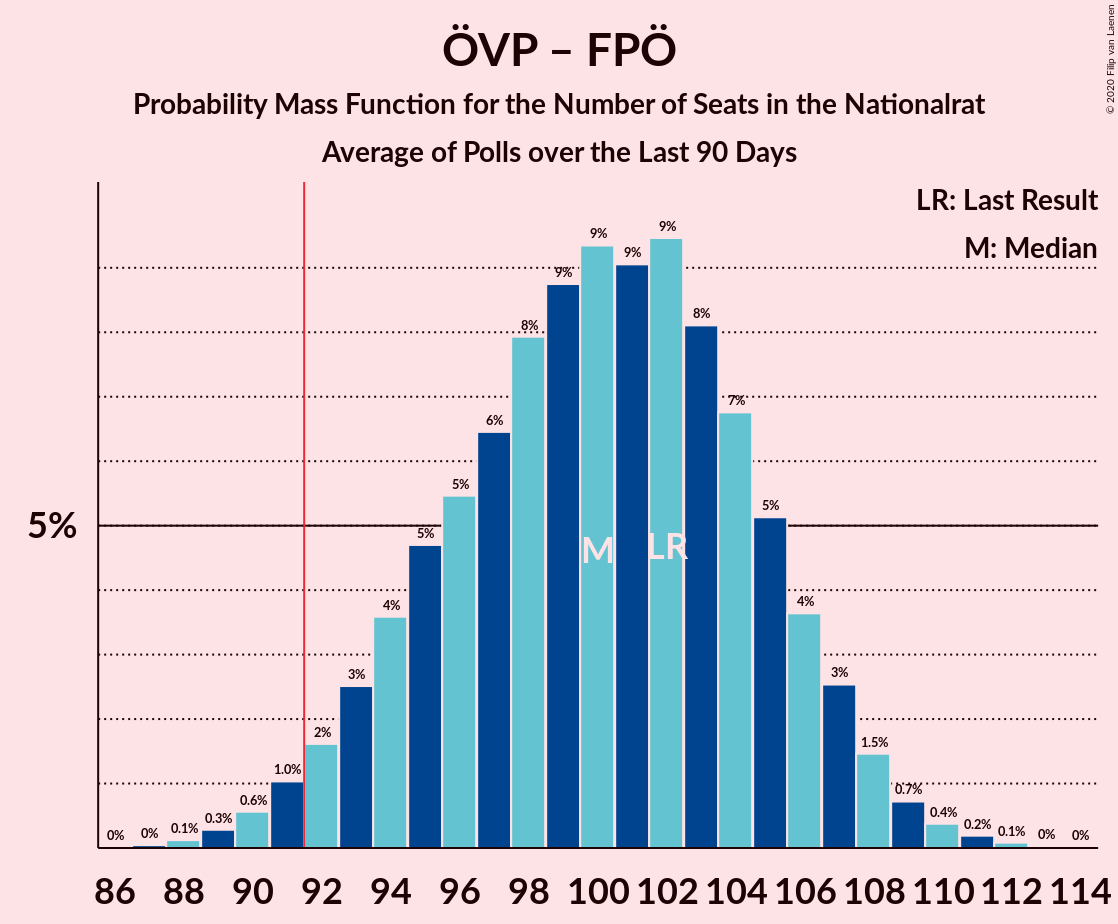 ÖVP – FPÖ
Probability Mass Function for the Number of Seats in the Nationalrat
Average of Polls over the Last 90 Days
© 2020 Filip van Laenen
LR: Last Result
M: Median
5%
0% 0% 0.1% 0.3% 0.6% 1.0% 2% 3% 4% 5% 5% 6% 8% 9% 9% 9% 9% 8% 7% 5% 4% 3% 1.5% 0.7% 0.4% 0.2% 0.1% 0% 0%
M LR
86 88 90 92 94 96 98 100 102 104 106 108 110 112 114